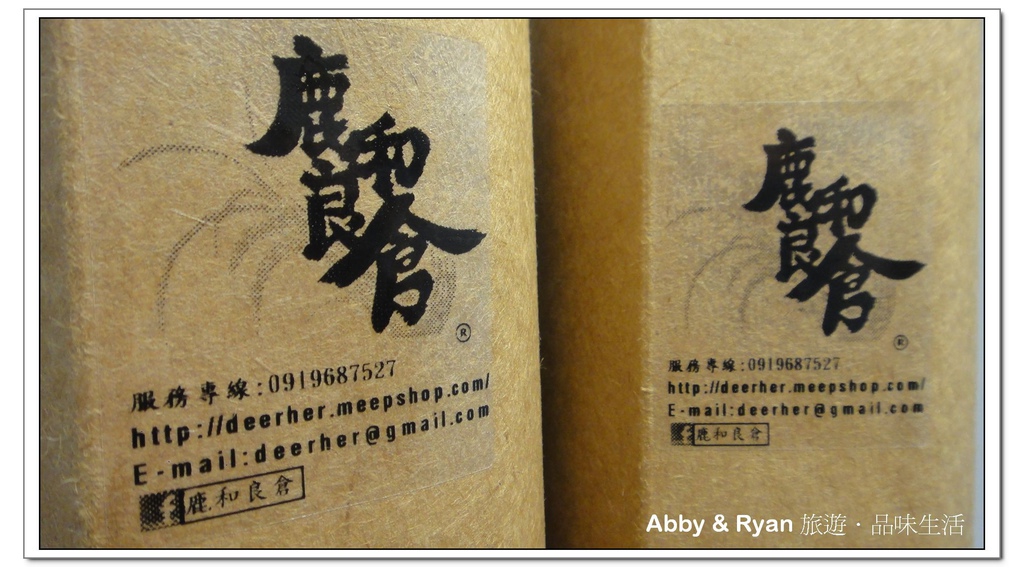 鹿和良倉
®
服務專線:0919687527
http://deerher.meepshop.com/
E-mail:deerher@gmail.com
鹿和良倉
鹿和良倉
®
服務專線:0919687527
http://deerher.meepshop.com/
E-mail:deerher@gmail.com
鹿和良倉
Abby & Ryan 旅遊‧品味生活